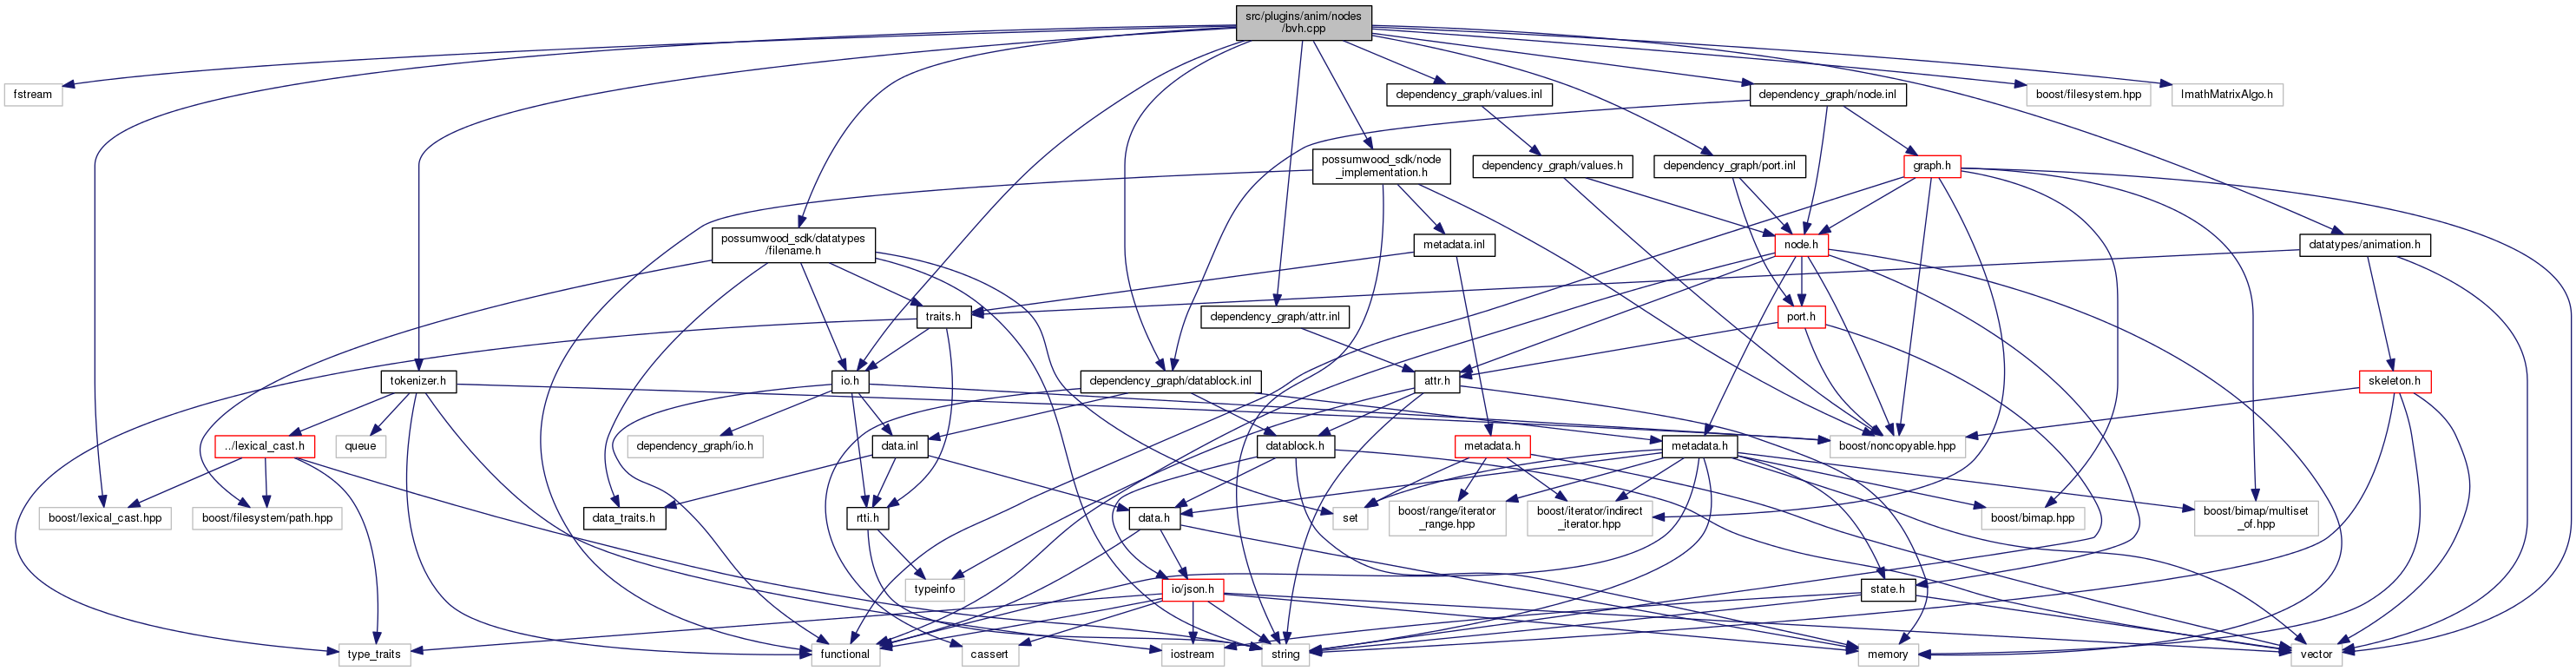 src/plugins/anim/nodes
/bvh.cpp
fstream
dependency_graph/values.inl
dependency_graph/node.inl
boost/filesystem.hpp
ImathMatrixAlgo.h
possumwood_sdk/node
_implementation.h
dependency_graph/values.h
dependency_graph/port.inl
graph.h
possumwood_sdk/datatypes
/filename.h
metadata.inl
node.h
datatypes/animation.h
traits.h
dependency_graph/attr.inl
port.h
tokenizer.h
io.h
dependency_graph/datablock.inl
attr.h
skeleton.h
../lexical_cast.h
queue
dependency_graph/io.h
data.inl
datablock.h
metadata.h
metadata.h
boost/noncopyable.hpp
boost/lexical_cast.hpp
boost/filesystem/path.hpp
data_traits.h
rtti.h
data.h
set
boost/range/iterator
_range.hpp
boost/iterator/indirect
_iterator.hpp
boost/bimap.hpp
boost/bimap/multiset
_of.hpp
typeinfo
io/json.h
state.h
type_traits
functional
cassert
iostream
string
memory
vector